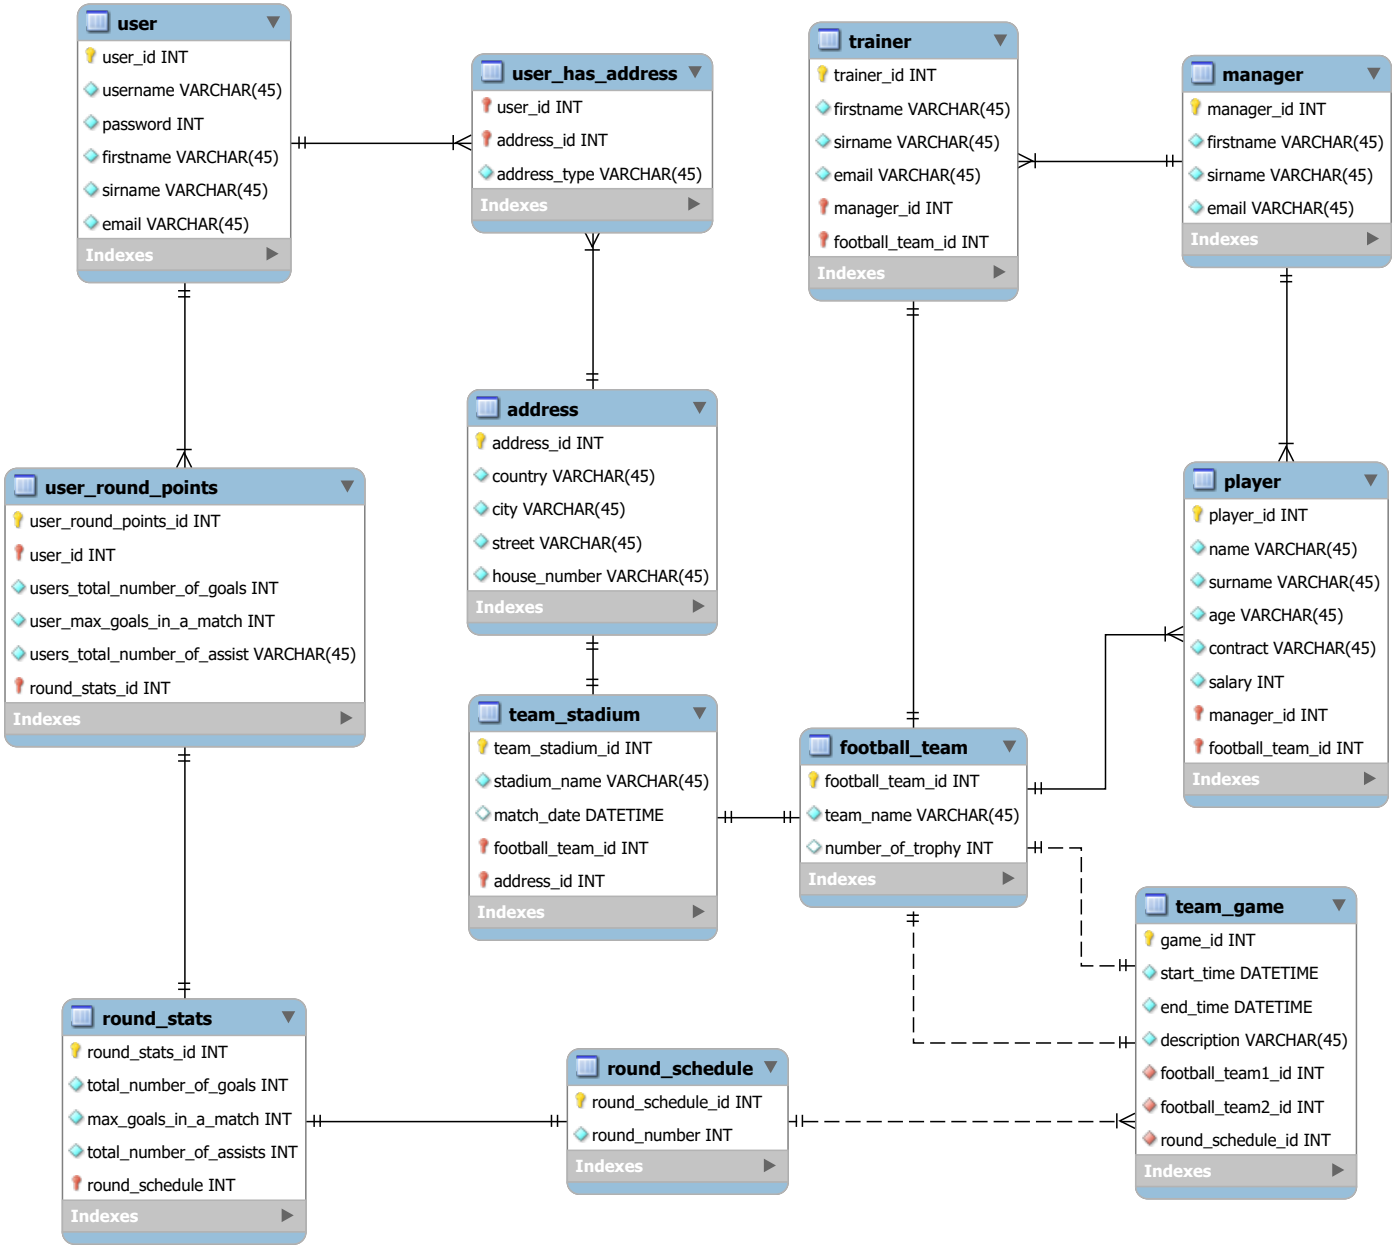 user
user_id INT
username VARCHAR(45)
password INT
firstname VARCHAR(45)
sirname VARCHAR(45)
email VARCHAR(45)
Indexes
user_has_address
user_id INT
address_id INT
address_type VARCHAR(45)
Indexes
trainer
trainer_id INT
firstname VARCHAR(45)
sirname VARCHAR(45)
email VARCHAR(45)
manager_id INT
football_team_id INT
Indexes
manager
manager_id INT
firstname VARCHAR(45)
sirname VARCHAR(45)
email VARCHAR(45)
Indexes
address
address_id INT
country VARCHAR(45)
city VARCHAR(45)
street VARCHAR(45)
house_number VARCHAR(45)
Indexes
user_round_points
user_round_points_id INT
user_id INT
users_total_number_of_goals INT
user_max_goals_in_a_match INT
users_total_number_of_assist VARCHAR(45)
round_stats_id INT
Indexes
player
player_id INT
name VARCHAR(45)
surname VARCHAR(45)
age VARCHAR(45)
contract VARCHAR(45)
salary INT
manager_id INT
football_team_id INT
Indexes
team_stadium
team_stadium_id INT
stadium_name VARCHAR(45)
match_date DATETIME
football_team_id INT
address_id INT
Indexes
football_team
football_team_id INT
team_name VARCHAR(45)
number_of_trophy INT
Indexes
team_game
game_id INT
start_time DATETIME
end_time DATETIME
description VARCHAR(45)
football_team1_id INT
football_team2_id INT
round_schedule_id INT
Indexes
round_stats
round_stats_id INT
total_number_of_goals INT
max_goals_in_a_match INT
total_number_of_assists INT
round_schedule INT
Indexes
round_schedule
round_schedule_id INT
round_number INT
Indexes